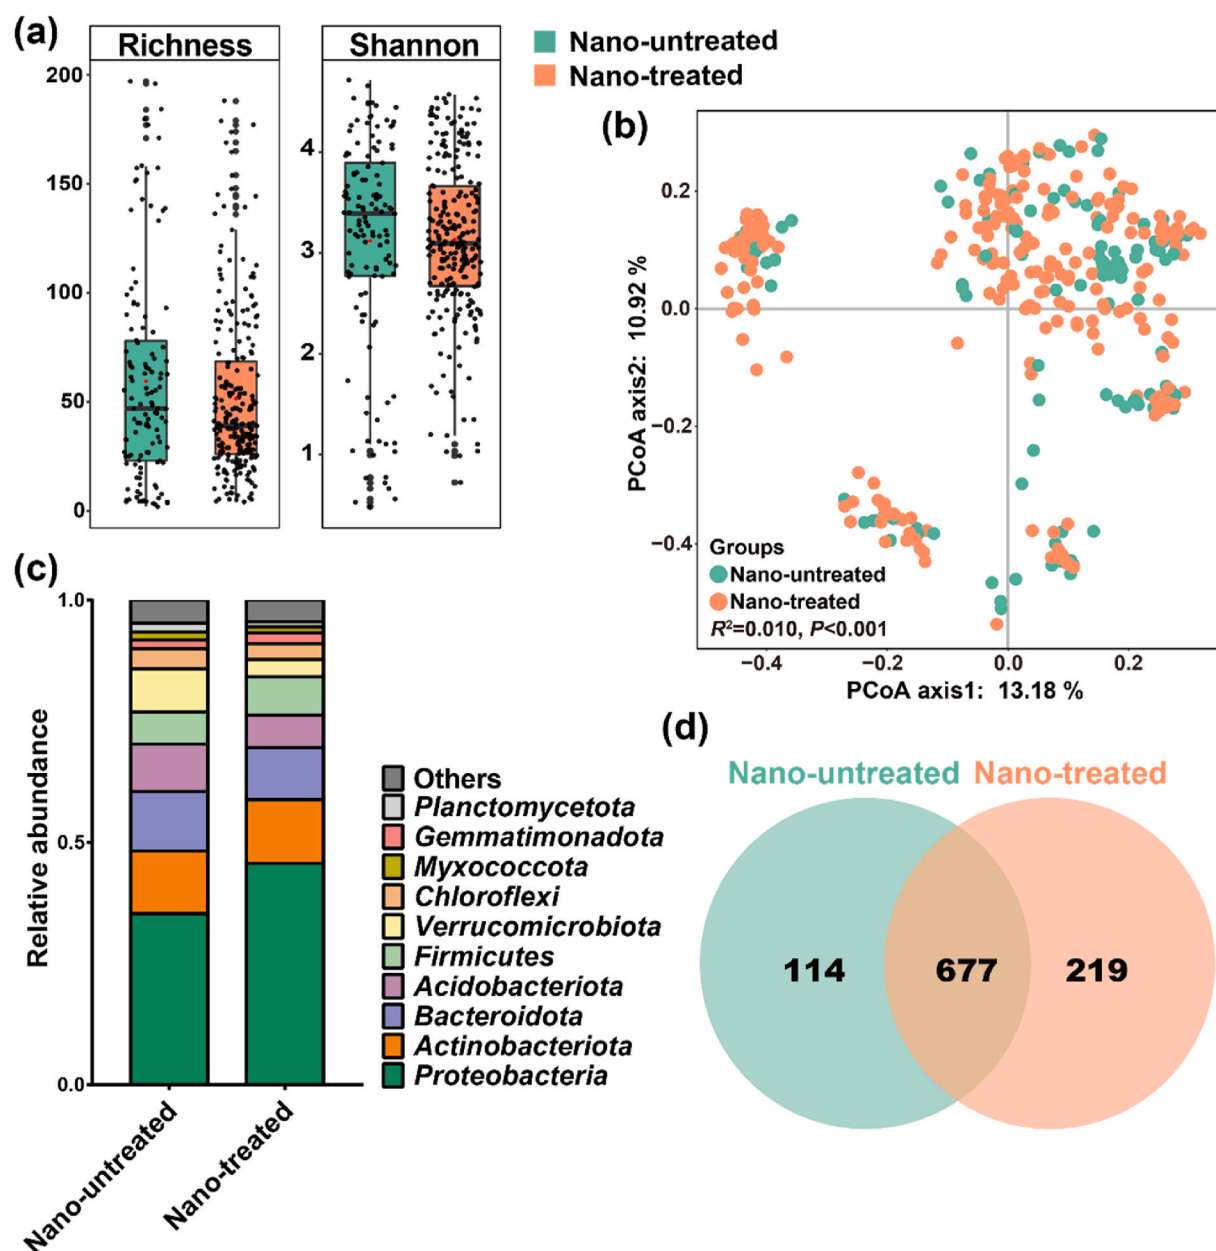 (a)
Richness
Shannon
Nano-untreated
Nano-treated
200
150
100
50
0
4
3
2
1
(b)
0.2
0.0
−0.2
−0.4
PCoA axis2: 10.92 %
Groups
Nano-untreated
Nano-treated
R²=0.010, P<0.001
−0.4
−0.2
0.0
0.2
PCoA axis1: 13.18 %
(c)
1.0
0.5
0.0
Relative abundance
Nano-untreated
Nano-treated
Others
Planctomycetota
Gemmatimonadota
Myxococcota
Chloroflexi
Verrucomicrobiota
Firmicutes
Acidobacteriota
Bacteroidota
Actinobacteriota
Proteobacteria
(d)
Nano-untreated
Nano-treated
114
677
219